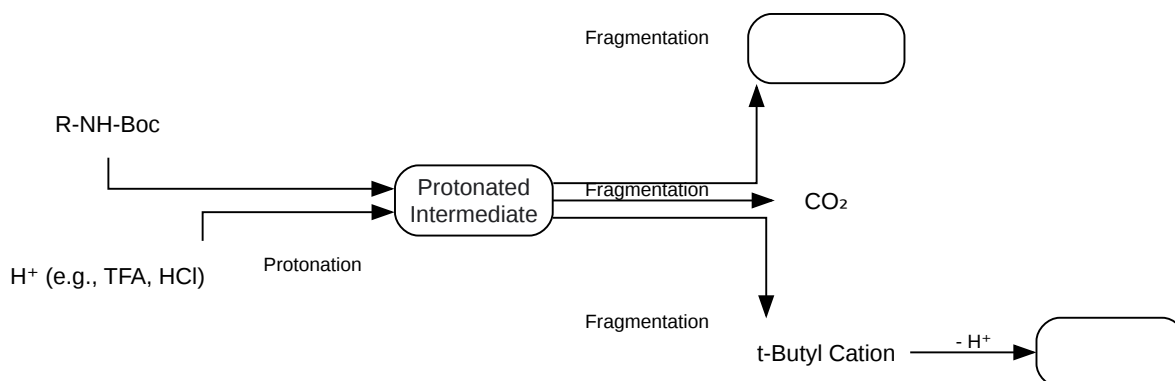 Fragmentation
R-NH-Boc
Protonated
Intermediate
Fragmentation
CO₂
H⁺ (e.g., TFA, HCl)
Protonation
Fragmentation
t-Butyl Cation
- H⁺